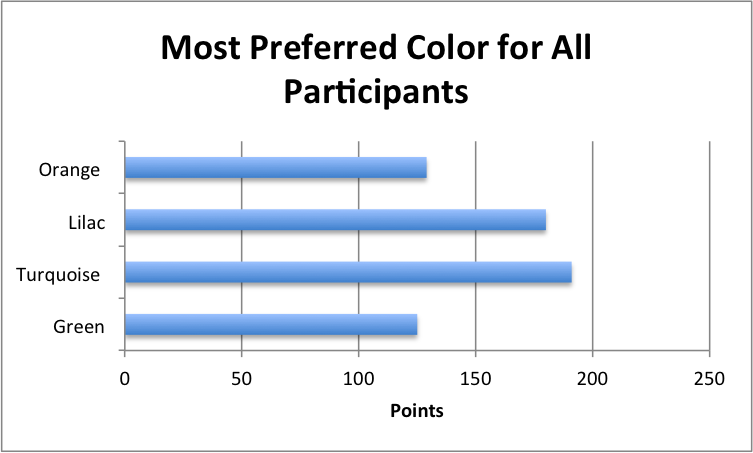 Most Preferred Color for All
Participants
Orange
Lilac
Turquoise
Green
0 50 100 150 200 250
Points